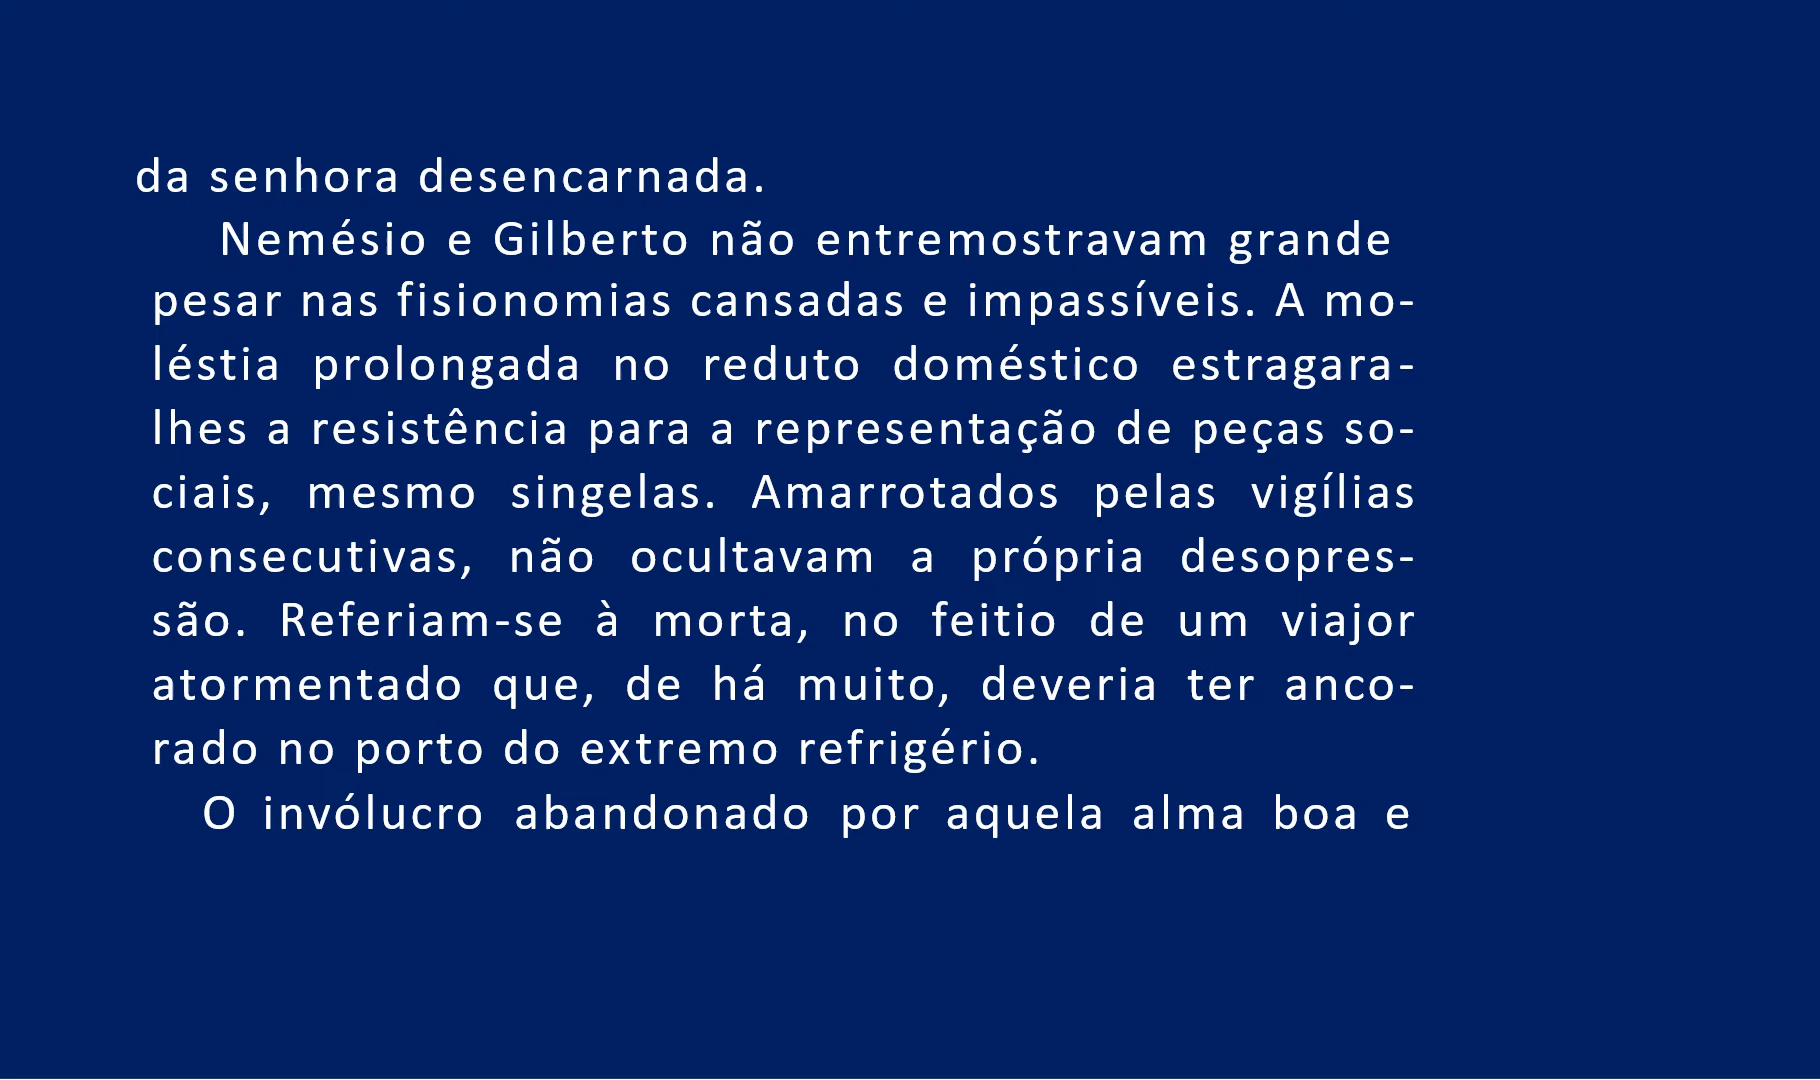 da senhora desencarnada.
Nemésio e Gilberto não entremostravam grande
pesar nas fisionomias cansadas e impassíveis. A mo-
léstia prolongada no reduto doméstico estragara-
lhes a resistência para a representação de peças so-
ciais, mesmo singelas. Amarrotados pelas vigílias
consecutivas, não ocultavam a própria desopres-
são. Referiam-se à morta, no feitio de um viajor
atormentado que, de há muito, deveria ter anco-
rado no porto do extremo refrigério.
O invólucro abandonado por aquela alma boa e